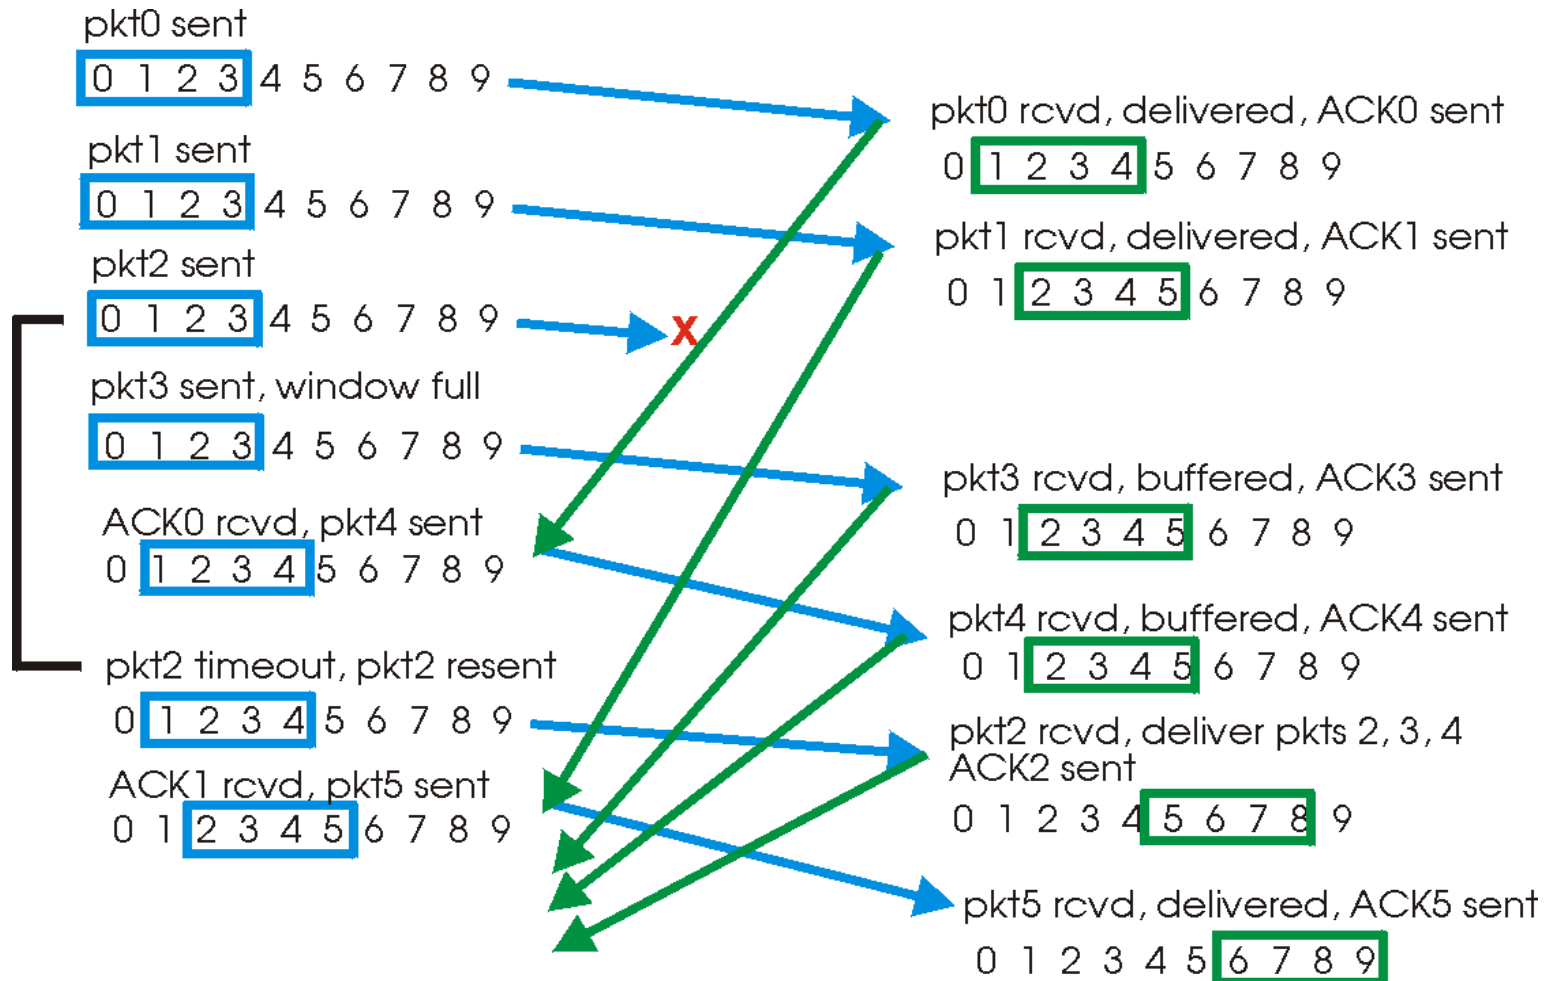 pkt0 sent
0 1 2 3 4 5 6 7 8 9
pkt1 sent
0 1 2 3 4 5 6 7 8 9
pkt2 sent
0 1 2 3 4 5 6 7 8 9
X
pkt3 sent, window full
0 1 2 3 4 5 6 7 8 9
ACK0 rcvd, pkt4 sent
0 1 2 3 4 5 6 7 8 9
pkt2 timeout, pkt2 resent
0 1 2 3 4 5 6 7 8 9
ACK1 rcvd, pkt5 sent
0 1 2 3 4 5 6 7 8 9
pkt0 rcvd, delivered, ACK0 sent
0 1 2 3 4 5 6 7 8 9
pkt1 rcvd, delivered, ACK1 sent
0 1 2 3 4 5 6 7 8 9
pkt3 rcvd, buffered, ACK3 sent
0 1 2 3 4 5 6 7 8 9
pkt4 rcvd, buffered, ACK4 sent
0 1 2 3 4 5 6 7 8 9
pkt2 rcvd, deliver pkts 2, 3, 4
ACK2 sent
0 1 2 3 4 5 6 7 8 9
pkt5 rcvd, delivered, ACK5 sent
0 1 2 3 4 5 6 7 8 9